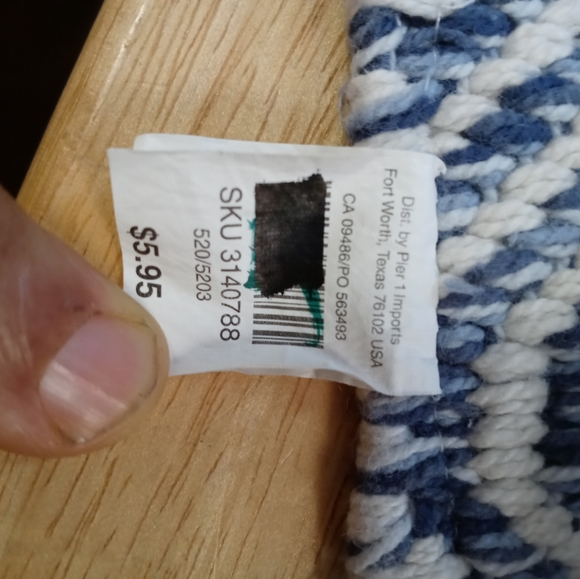 Dist. by Pier 1 Imports
Fort Worth, Texas 76102 USA
CA 09486/PO 563493
SKU 3140788
520/5203
$5.95